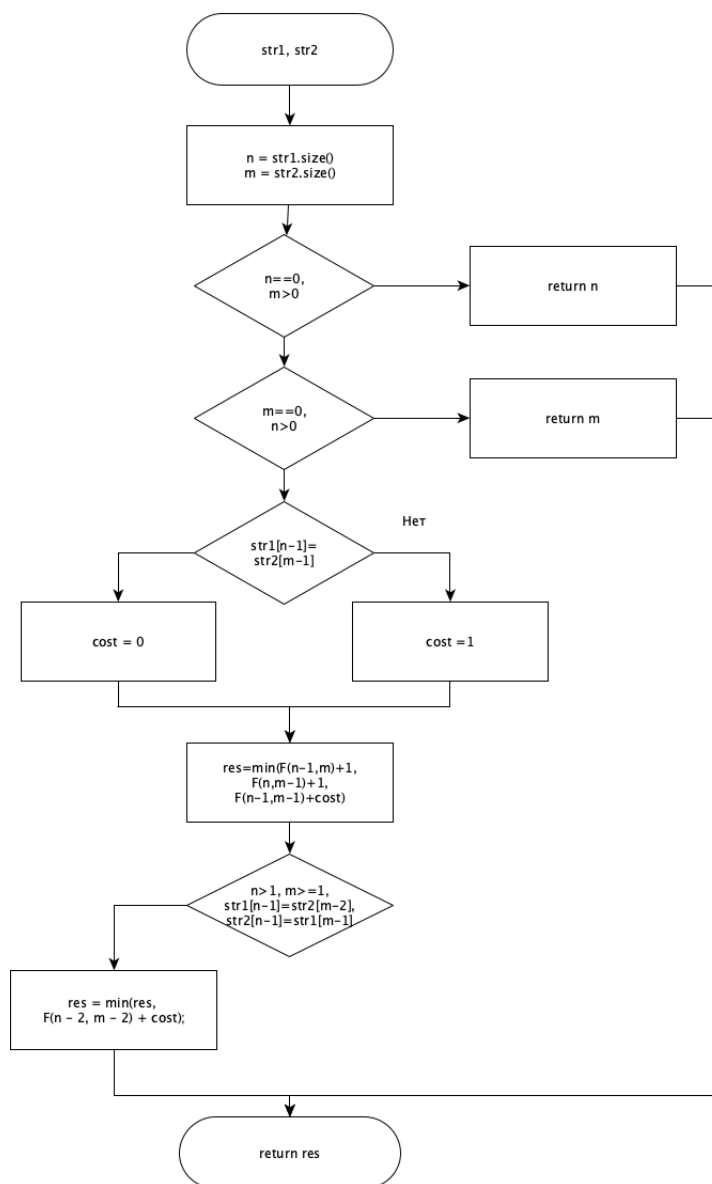 str1, str2
n = str1.size()
m = str2.size()
n==0,
m>0
return n
m==0,
n>0
return m
Нет
str1[n-1]=
str2[m-1]
cost = 0
cost =1
res=min(F(n-1,m)+1,
F(n,m-1)+1,
F(n-1,m-1)+cost)
n>1, m>=1,
str1[n-1]=str2[m-2],
str2[n-1]=str1[m-1]
res = min(res,
F(n - 2, m - 2) + cost);
return res